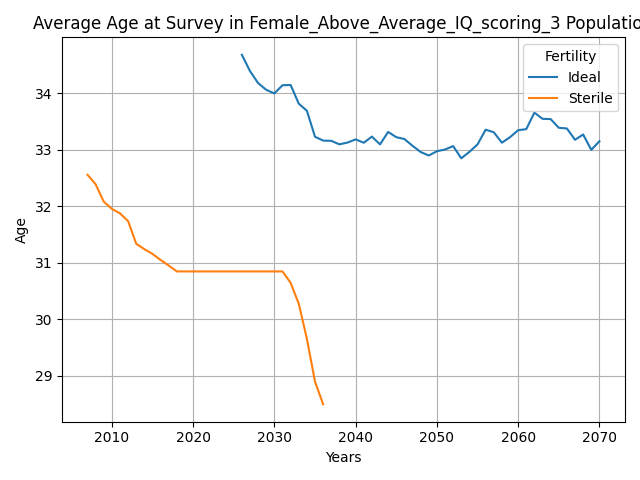 Average Age at Survey in Female_Above_Average_IQ_scoring_3 Populatio
Fertility
Ideal
Sterile
Age
34
33
32
31
30
29
2010 2020 2030 2040 2050 2060 2070
Years